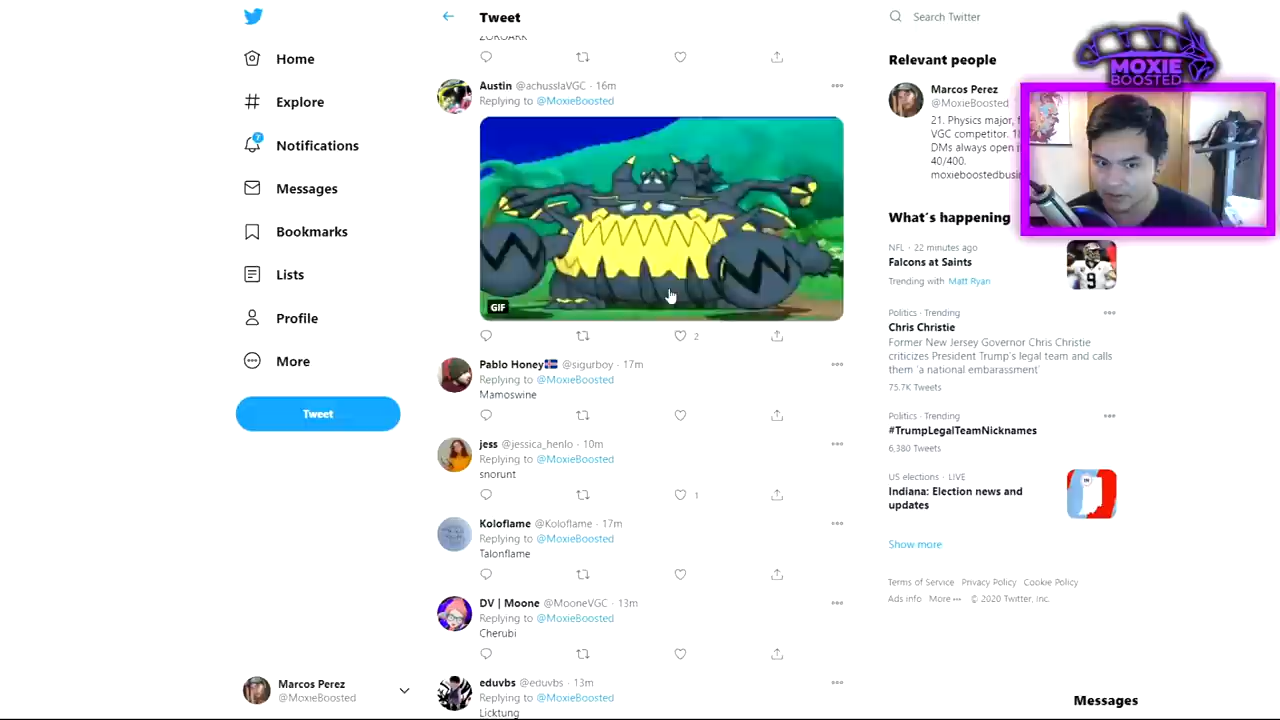 Home
Explore
7
Notifications
Messages
Bookmarks
Lists
Profile
More
Tweet
Marcos Perez
@MoxieBoosted
Tweet
ZOROARK
Austin @achusslaVGC · 16m
Replying to @MoxieBoosted
GIF
2
Pablo Honey @sigurboy · 17m
Replying to @MoxieBoosted
Mamoswine
jess @jessica_henlo · 10m
Replying to @MoxieBoosted
snorunt
1
Koloflame @Koloflame · 17m
Replying to @MoxieBoosted
Talonflame
DV | Moone @MooneVGC · 13m
Replying to @MoxieBoosted
Cherubi
eduvbs @eduvbs · 13m
Replying to @MoxieBoosted
Licktung
Search Twitter
Relevant people
Marcos Perez
@MoxieBoosted
21. Physics major,
VGC competitor.
DMs always open
40/400.
MOXIE
BOOSTED
What's happening
NFL · 22 minutes ago
Falcons at Saints
Trending with Matt Ryan
9
Politics · Trending
Chris Christie
Former New Jersey Governor Chris Christie
criticizes President Trump's legal team and calls
them 'a national embarassment'
75.7K Tweets
Politics · Trending
#TrumpLegalTeamNicknames
6,380 Tweets
US elections · LIVE
Indiana: Election news and
updates
IN
Show more
Terms of Service Privacy Policy Cookie Policy
Ads info More ··· © 2020 Twitter, Inc.
Messages